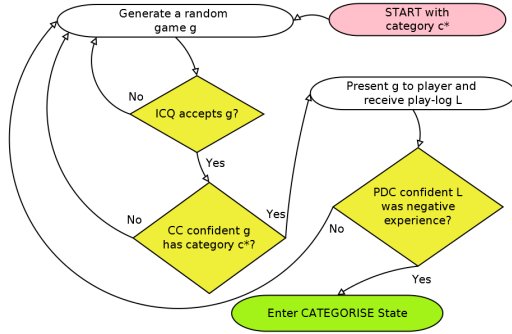 Generate a random
game g
START with
category c*
No
ICQ accepts g?
Present g to player and
receive play-log L
Yes
No
CC confident g
has category c*?
Yes
PDC confident L
was negative
experience?
No
Yes
Enter CATEGORISE State